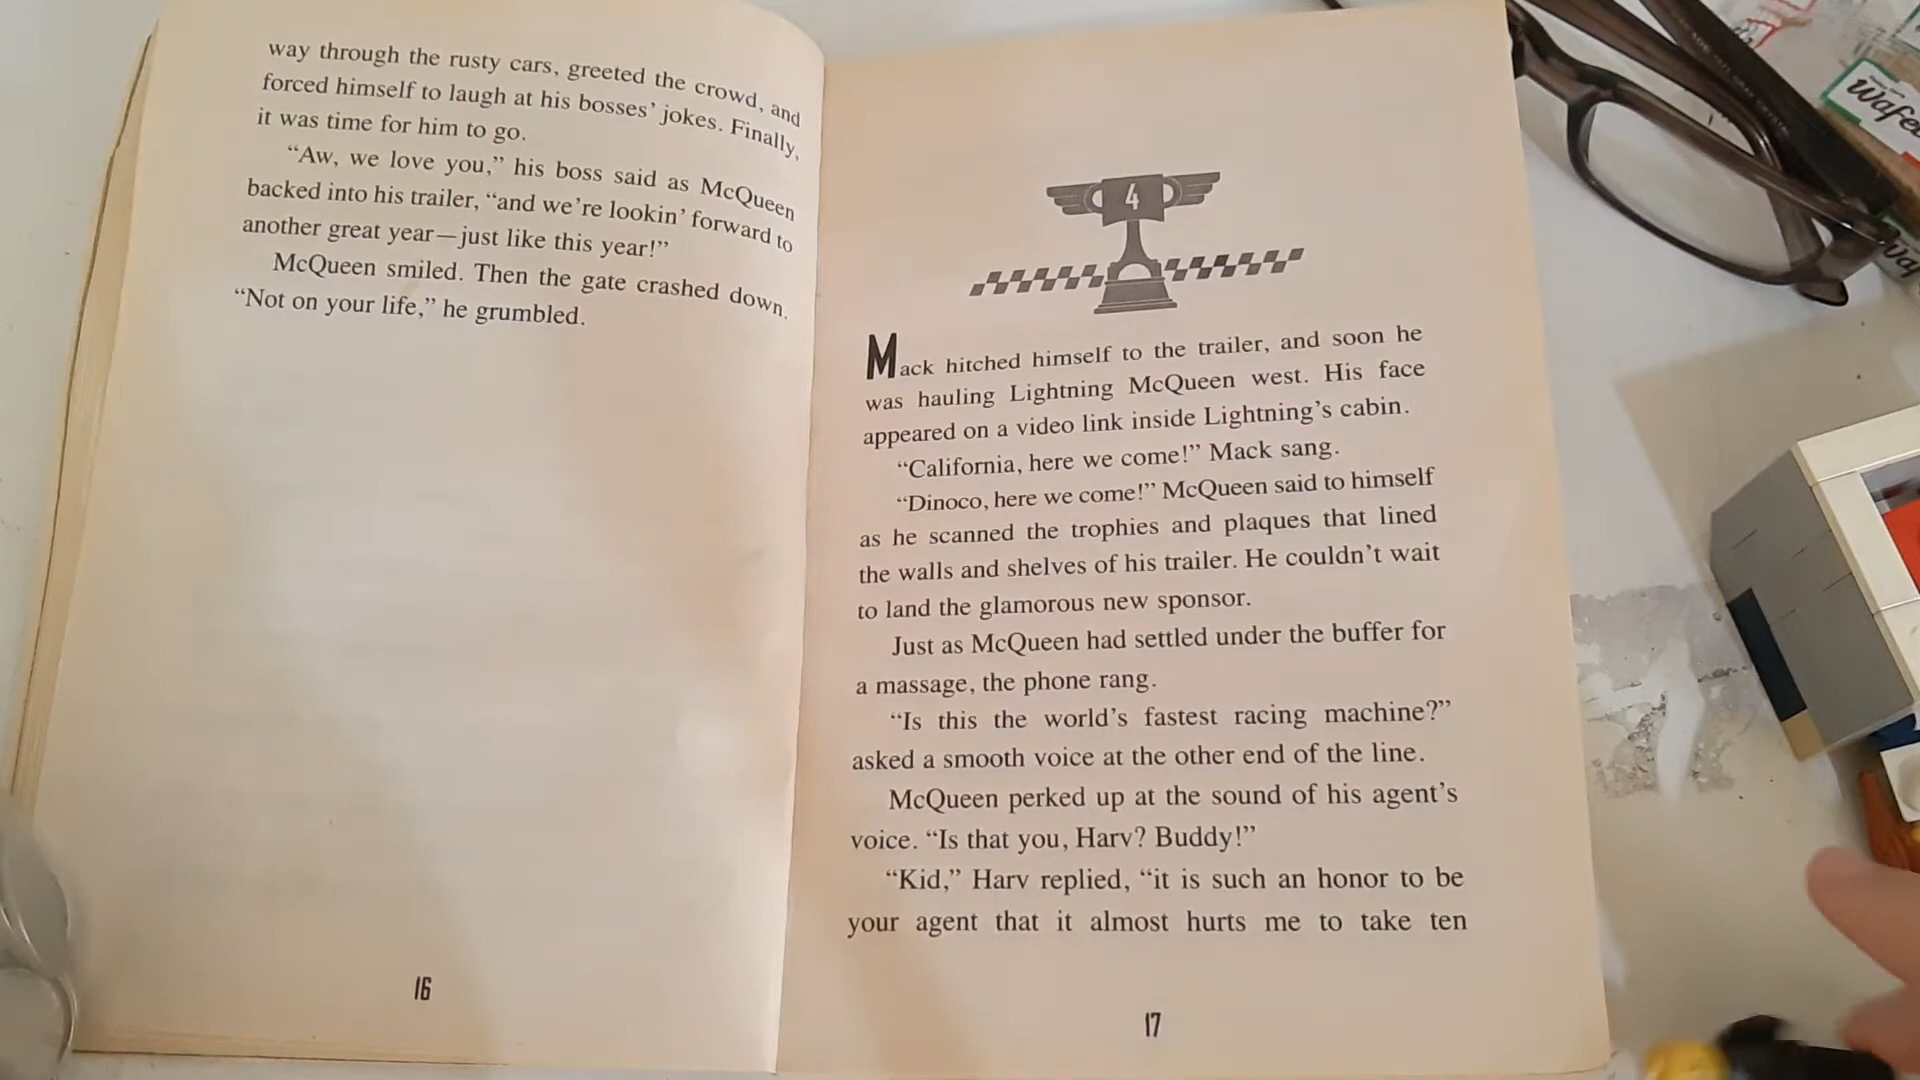 way through the rusty cars, greeted the crowd, and
forced himself to laugh at his bosses’ jokes. Finally,
it was time for him to go.
“Aw, we love you,” his boss said as McQueen
backed into his trailer, “and we’re lookin’ forward to
another great year—just like this year!”
McQueen smiled. Then the gate crashed down.
“Not on your life,” he grumbled.
16
4
Mack hitched himself to the trailer, and soon he
was hauling Lightning McQueen west. His face
appeared on a video link inside Lightning’s cabin.
“California, here we come!” Mack sang.
“Dinoco, here we come!” McQueen said to himself
as he scanned the trophies and plaques that lined
the walls and shelves of his trailer. He couldn’t wait
to land the glamorous new sponsor.
Just as McQueen had settled under the buffer for
a massage, the phone rang.
“Is this the world’s fastest racing machine?”
asked a smooth voice at the other end of the line.
McQueen perked up at the sound of his agent’s
voice. “Is that you, Harv? Buddy!”
“Kid,” Harv replied, “it is such an honor to be
your agent that it almost hurts me to take ten
17